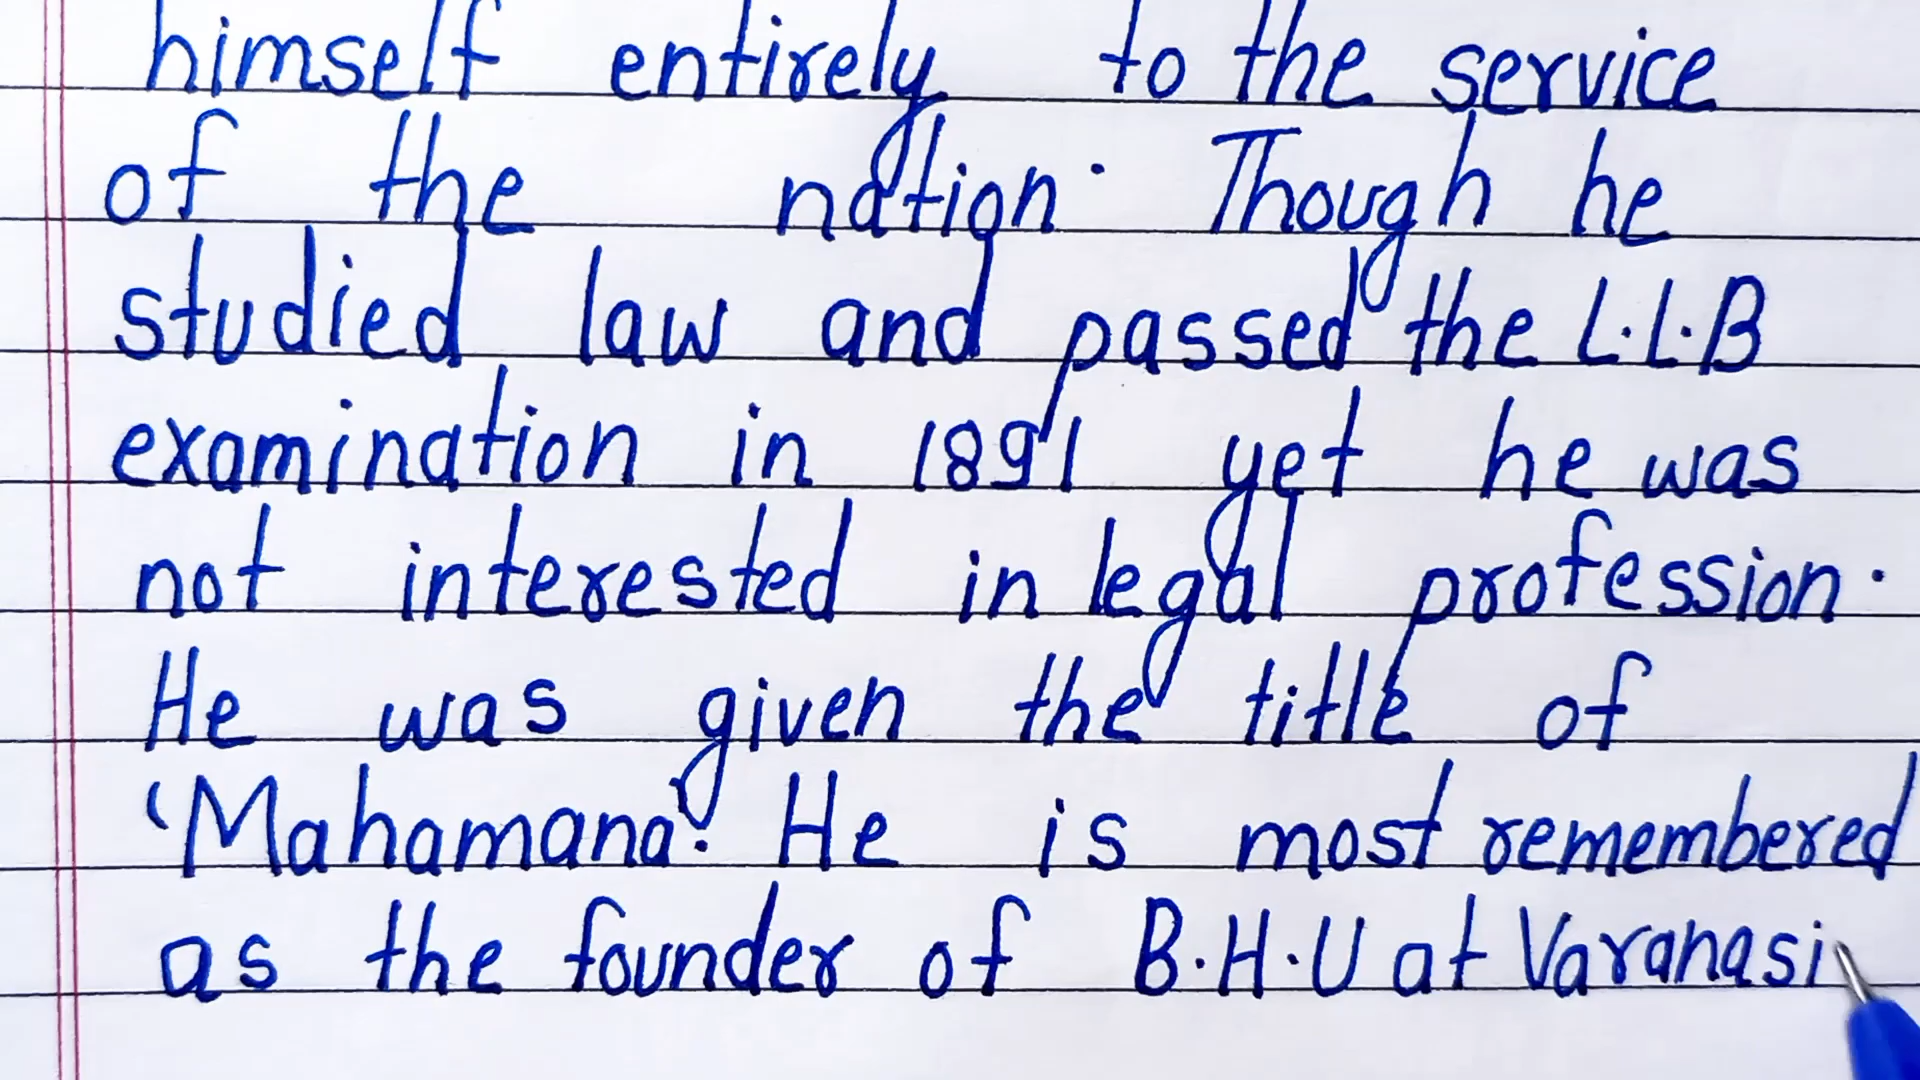 himself entirely to the service
of the nation. Though he
studied law and passed the L.L.B
examination in 1891 yet he was
not interested in legal profession.
He was given the title of
'Mahamana'. He is most remembered
as the founder of B.H.U at Varanasi